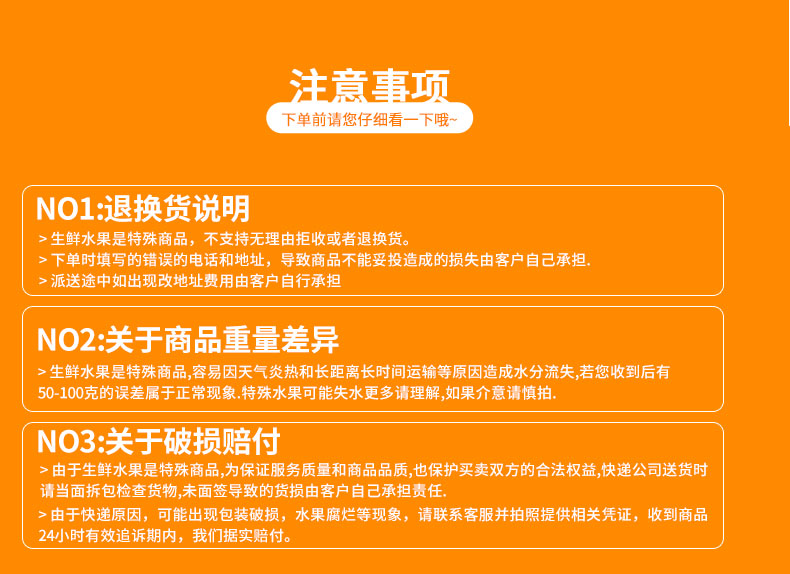 注意事项
下单前请您仔细看一下哦~
NO1:退换货说明
> 生鲜水果是特殊商品，不支持无理由拒收或者退换货。
> 下单时填写的错误的电话和地址，导致商品不能妥投造成的损失由客户自己承担.
> 派送途中如出现改地址费用由客户自行承担
NO2:关于商品重量差异
> 生鲜水果是特殊商品,容易因天气炎热和长距离长时间运输等原因造成水分流失,若您收到后有
50-100克的误差属于正常现象.特殊水果可能失水更多请理解,如果介意请慎拍.
NO3:关于破损赔付
> 由于生鲜水果是特殊商品,为保证服务质量和商品品质,也保护买卖双方的合法权益,快递公司送货时
请当面拆包检查货物,未面签导致的货损由客户自己承担责任.
> 由于快递原因，可能出现包装破损，水果腐烂等现象，请联系客服并拍照提供相关凭证，收到商品
24小时有效追诉期内，我们据实赔付。